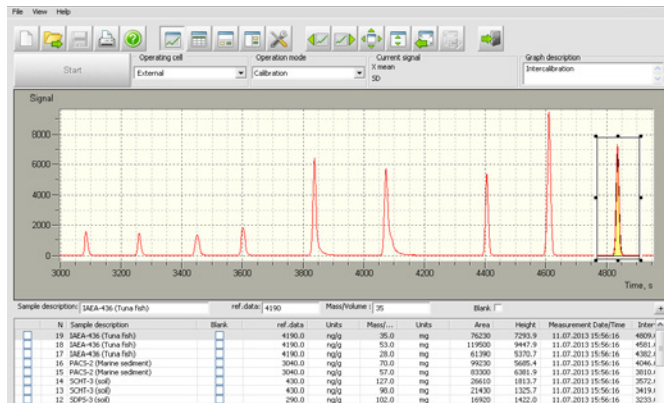 File View Help
Operating cell Operation mode Current signal Graph description
Start External Calibration X mean Intercalibration
SD
Signal
8000
6000
4000
2000
0
3000 3200 3400 3600 3800 4000 4200 4400 4600 4800
Time, s
Sample description: IAEA-436 (Tuna fish) ref.data: 4190 Mass/Volume : 35 Blank
N Sample description Blank ref.data Units Mass/... Units Area Height Measurement Date/Time Inter
19 IAEA-436 (Tuna fish) 4190.0 ng/g 35.0 mg 76230 7293.9 11.07.2013 15:56:16 4809.
18 IAEA-436 (Tuna fish) 4190.0 ng/g 53.0 mg 119500 9447.9 11.07.2013 15:56:16 4581.
17 IAEA-436 (Tuna fish) 4190.0 ng/g 28.0 mg 61390 5370.7 11.07.2013 15:56:16 4382.
16 PACS-2 (Marine sediment) 3040.0 ng/g 70.0 mg 99230 5685.4 11.07.2013 15:56:16 4046.
15 PACS-2 (Marine sediment) 3040.0 ng/g 57.0 mg 83300 6381.9 11.07.2013 15:56:16 3810.
14 SCHT-3 (soil) 430.0 ng/g 127.0 mg 26610 1813.7 11.07.2013 15:56:16 3572.
13 SCHT-3 (soil) 430.0 ng/g 98.0 mg 21430 1325.7 11.07.2013 15:56:16 3419.
12 SDPS-3 (soil) 290.0 ng/g 102.0 mg 16920 1422.0 11.07.2013 15:56:16 3233.